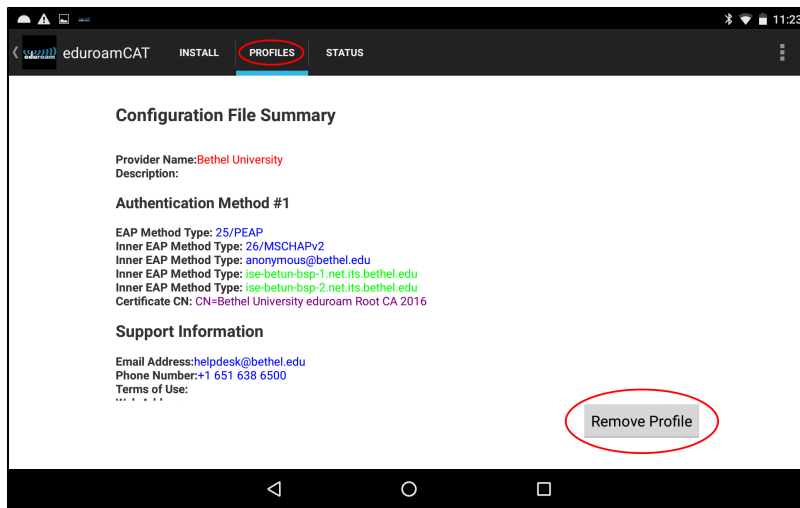 11:23
eduroam eduroamCAT INSTALL PROFILES STATUS
Configuration File Summary
Provider Name:Bethel University
Description:
Authentication Method #1
EAP Method Type: 25/PEAP
Inner EAP Method Type: 26/MSCHAPv2
Inner EAP Method Type: anonymous@bethel.edu
Inner EAP Method Type: ise-betun-bsp-1.net.its.bethel.edu
Inner EAP Method Type: ise-betun-bsp-2.net.its.bethel.edu
Certificate CN: CN=Bethel University eduroam Root CA 2016
Support Information
Email Address:helpdesk@bethel.edu
Phone Number:+1 651 638 6500
Terms of Use:
Remove Profile